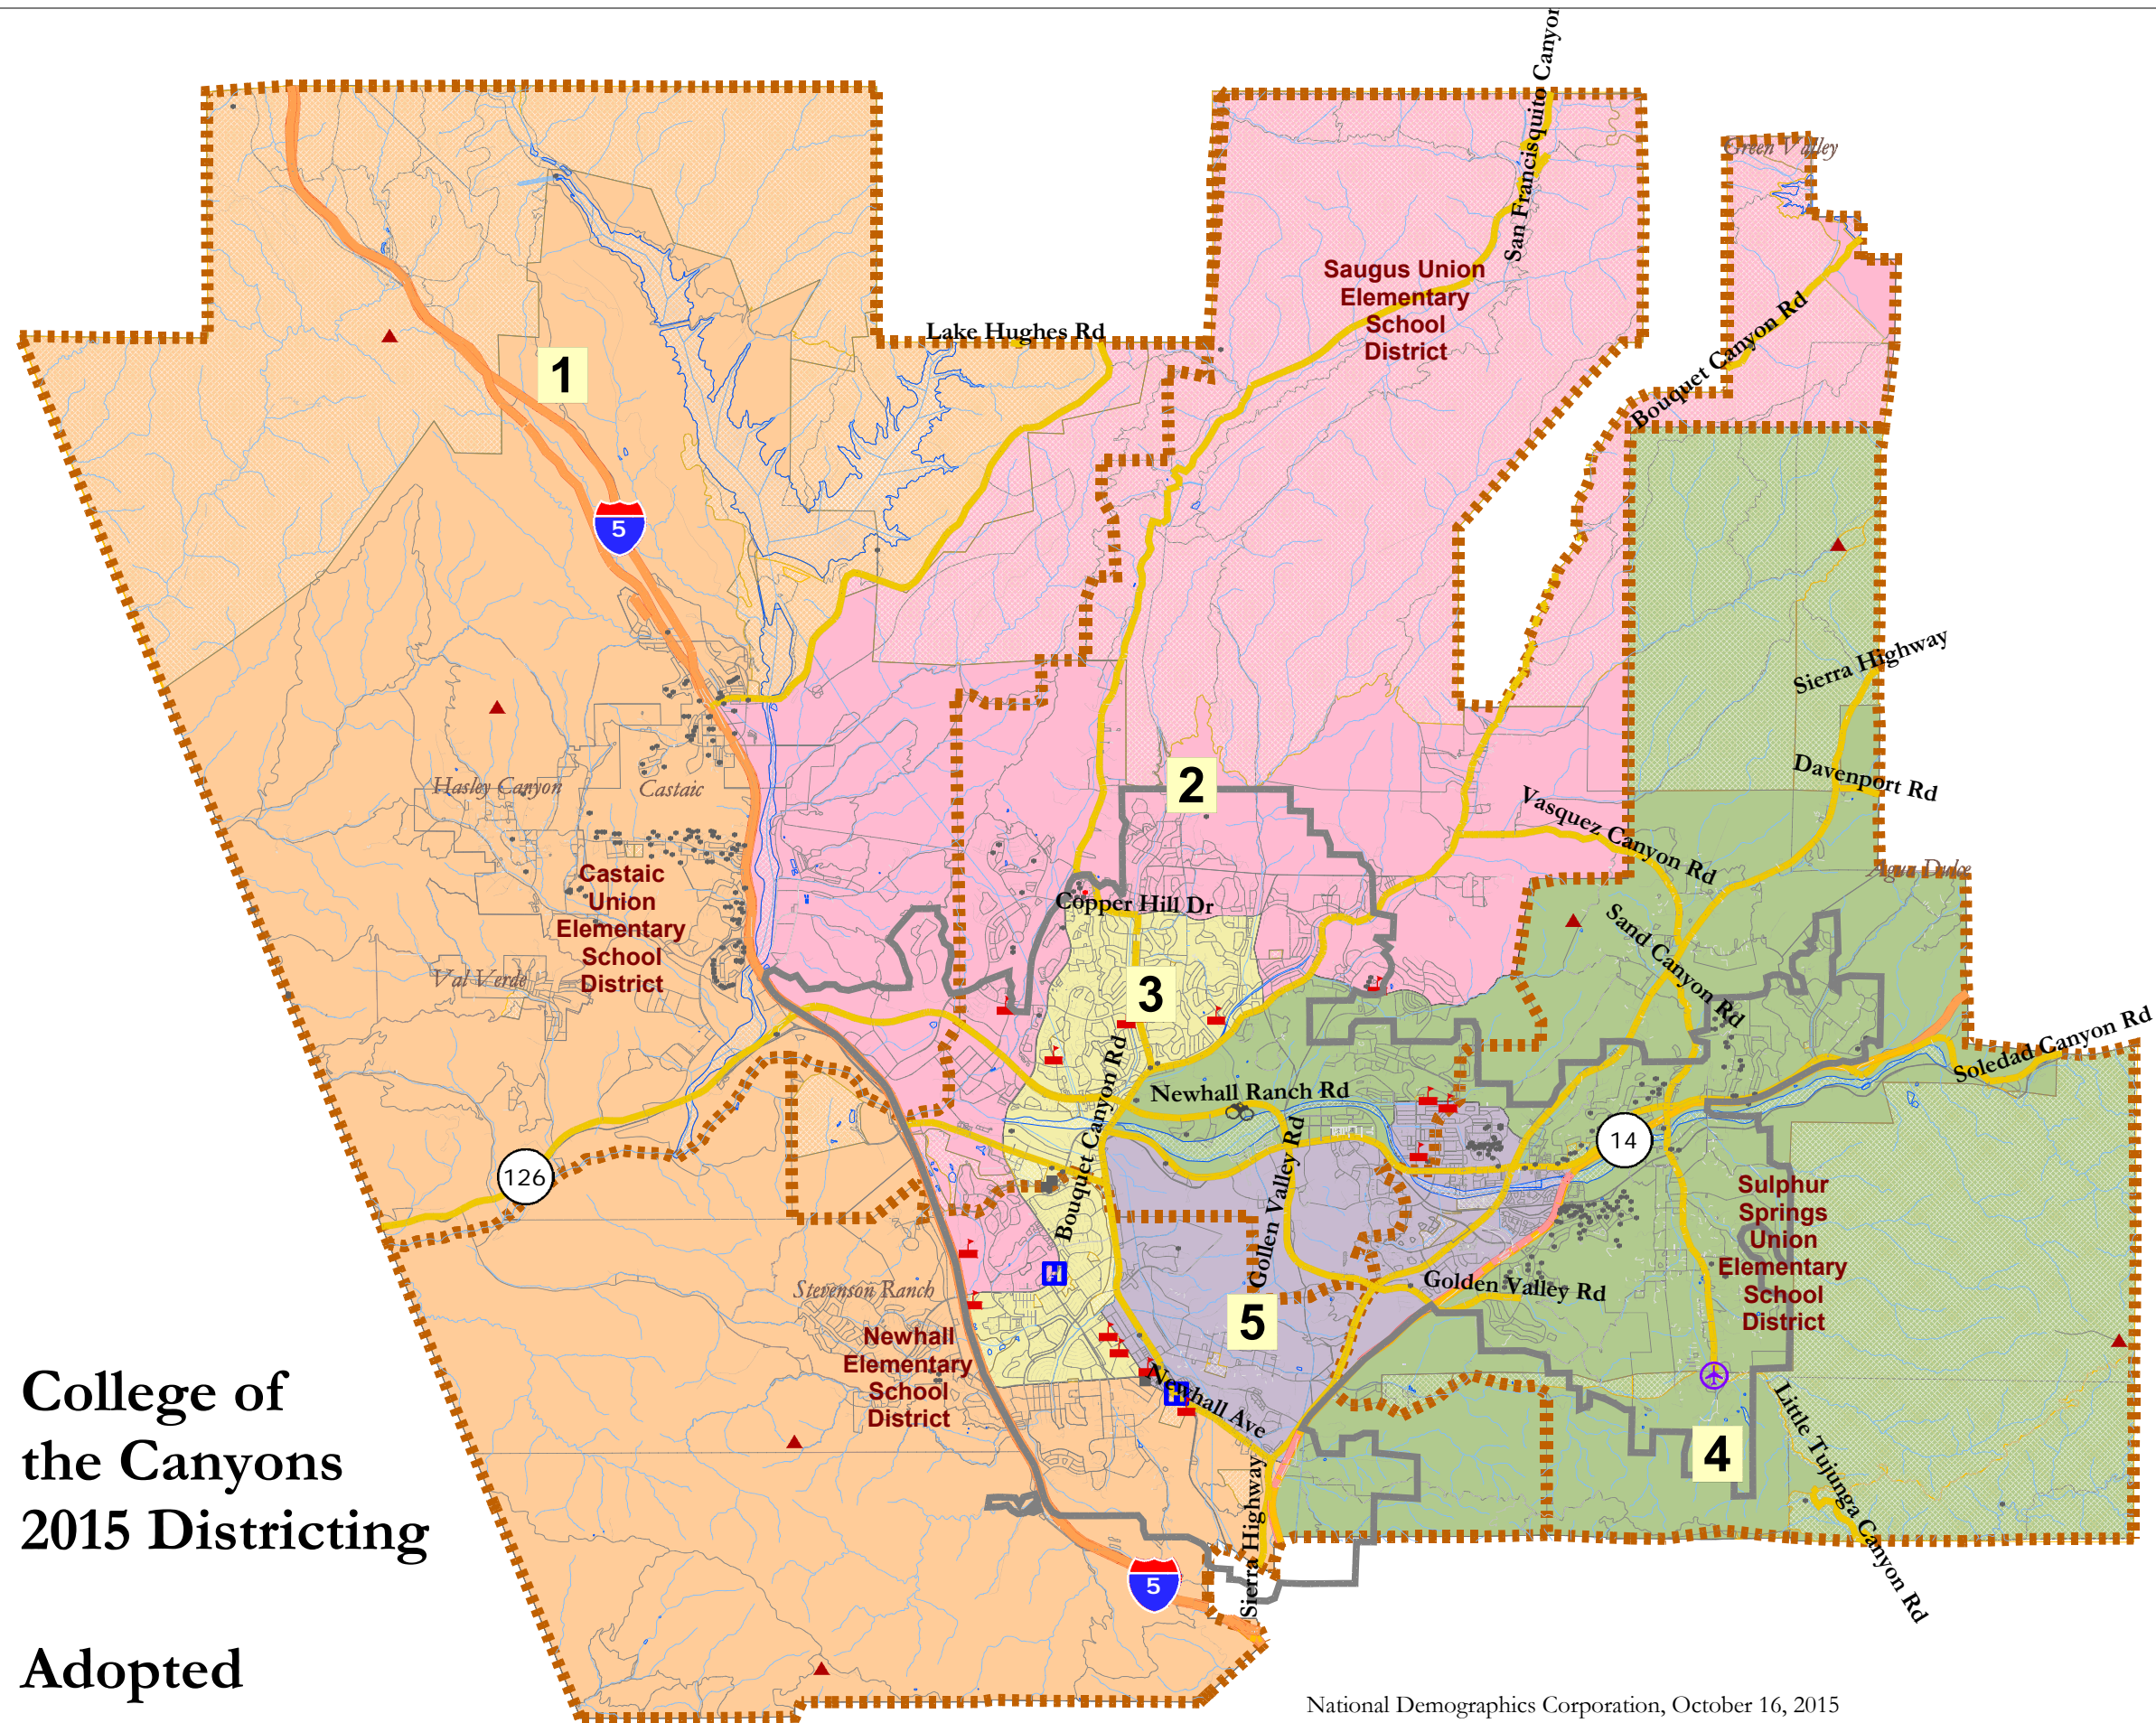 San Francisquito Canyon
Green Valley
Saugus Union
Elementary
School
District
Lake Hughes Rd
Bouquet Canyon Rd
1
5
Sierra Highway
Davenport Rd
2
Vasquez Canyon Rd
Hasley Canyon
Castaic
Agua Dulce
Castaic
Union
Elementary
School
District
Copper Hill Dr
Sand Canyon Rd
Val Verde
3
Soledad Canyon Rd
Newhall Ranch Rd
Bouquet Canyon Rd
14
126
Gollen Valley Rd
Sulphur
Springs
Union
Elementary
School
District
H
Stevenson Ranch
Golden Valley Rd
5
Newhall
Elementary
School
District
Newhall Ave
H
Little Tujunga Canyon Rd
4
Sierra Highway
5
College of
the Canyons
2015 Districting
Adopted
National Demographics Corporation, October 16, 2015